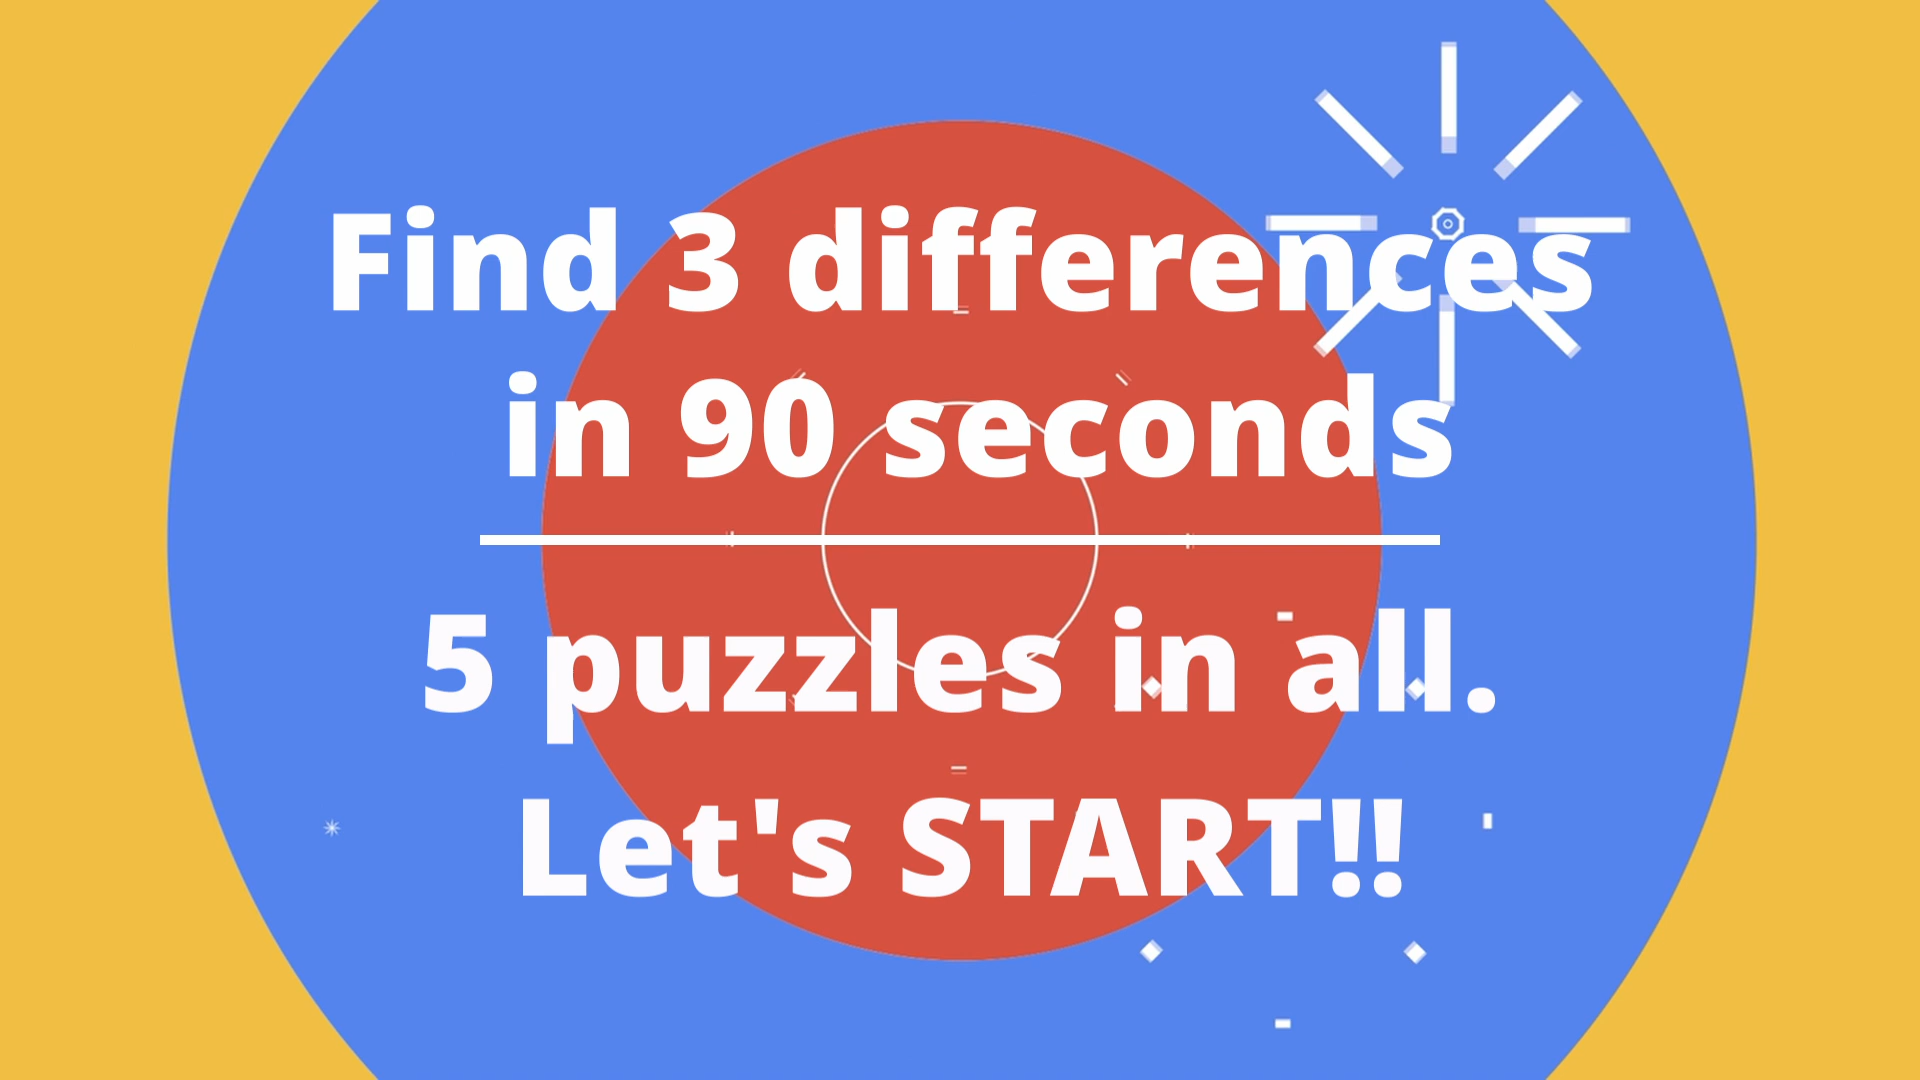 Find 3 differences
in 90 seconds
5 puzzles in all.
Let's START!!